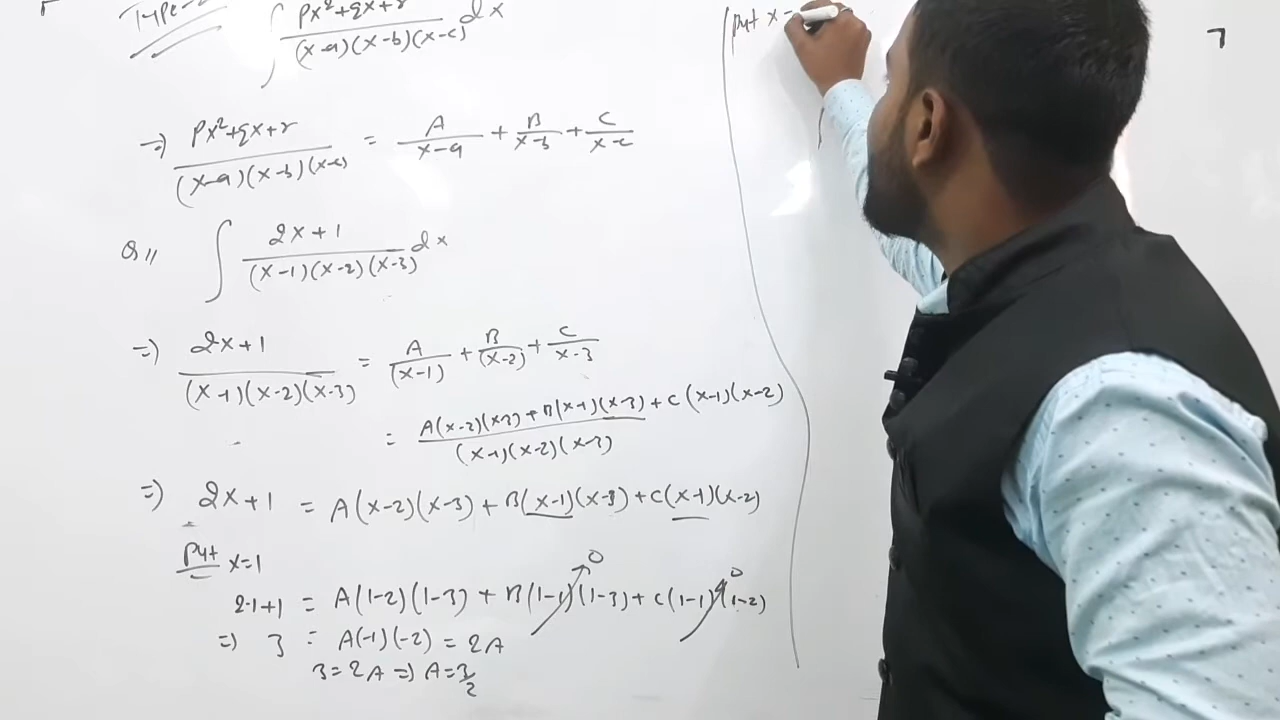 Type-2
∫ Px²+qx+r / (x-a)(x-b)(x-c) dx
=) Px²+qx+r / (x-a)(x-b)(x-c) = A/x-a + B/x-b + C/x-c
Q// ∫ 2x+1 / (x-1)(x-2)(x-3) dx
=) 2x+1 / (x-1)(x-2)(x-3) = A/(x-1) + B/(x-2) + C/x-3
= A(x-2)(x-3) + B(x-1)(x-3) + C(x-1)(x-2) / (x-1)(x-2)(x-3)
=) 2x+1 = A(x-2)(x-3) + B(x-1)(x-3) + C(x-1)(x-2)
Put x=1
2·1+1 = A(1-2)(1-3) + B(1-1)(1-3) + C(1-1)(1-2) 0 0
=) 3 = A(-1)(-2) = 2A
3=2A =) A=3/2
Put x=